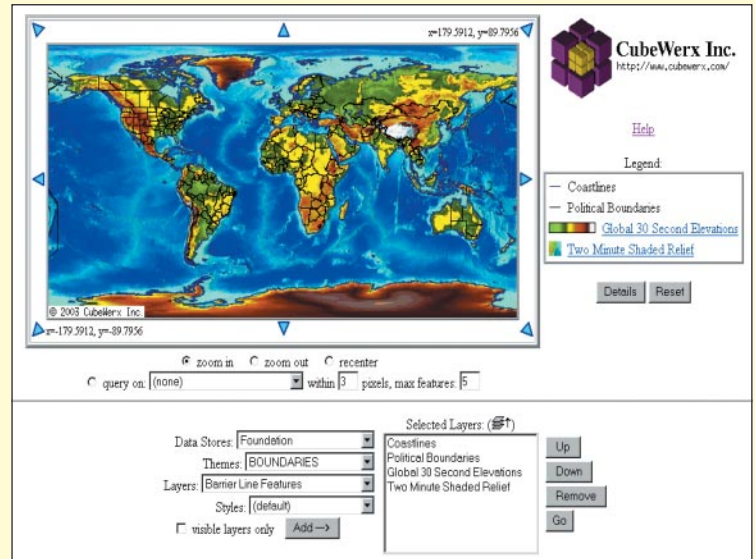 x=179.5912, y=89.7956
© 2003 CubeWerx Inc.
x=-179.5912, y=-89.7956
CubeWerx Inc.
http://www.cubewerx.com/
Help
Legend:
Coastlines
Political Boundaries
Global 30 Second Elevations
Two Minute Shaded Relief
Details Reset
zoom in zoom out recenter
query on: (none) within 3 pixels, max features: 5
Data Stores: Foundation
Themes: BOUNDARIES
Layers: Barrier Line Features
Styles: (default)
visible layers only Add-->
Selected Layers: ( )
Coastlines
Political Boundaries
Global 30 Second Elevations
Two Minute Shaded Relief
Up
Down
Remove
Go